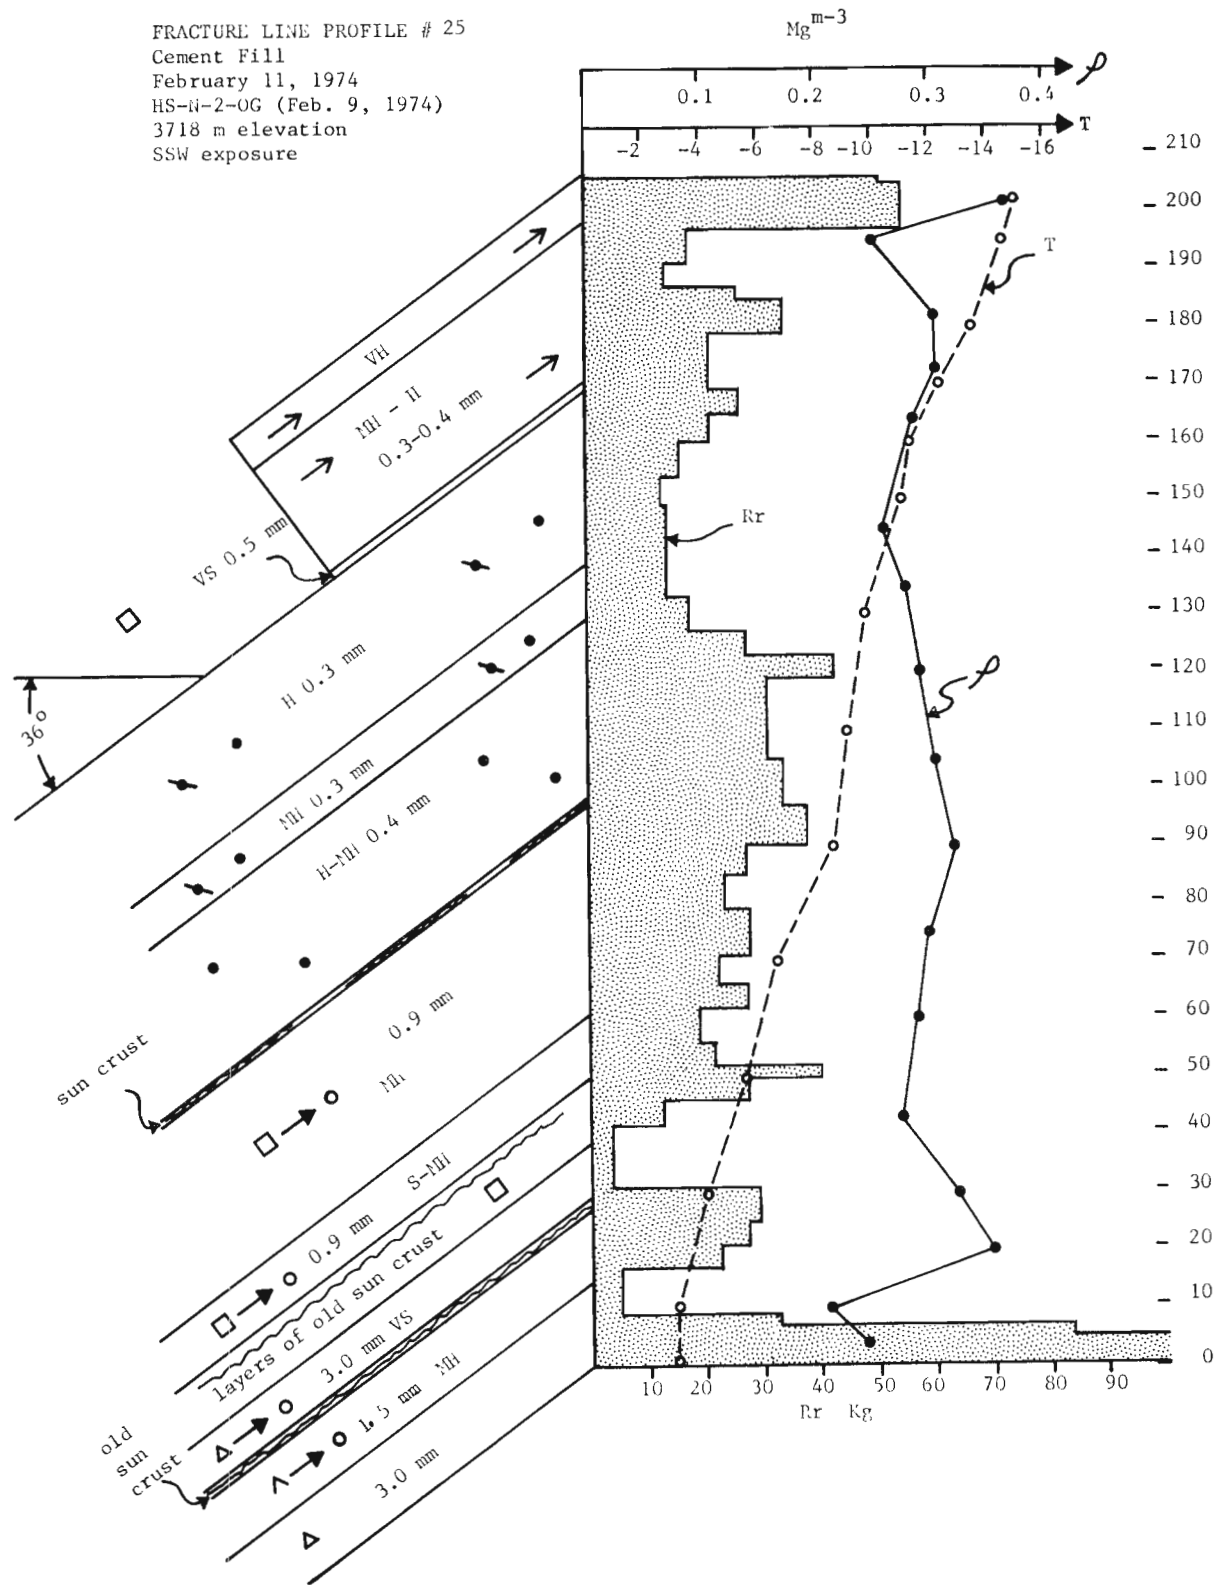 FRACTURE LINE PROFILE # 25
Cement Fill
February 11, 1974
HS-N-2-OG (Feb. 9, 1974)
3718 m elevation
SSW exposure
Mg m-3
ρ
0.1 0.2 0.3 0.4
T
-2 -4 -6 -8 -10 -12 -14 -16
210
200
190
180
170
160
150
140
130
120
110
100
90
80
70
60
50
40
30
20
10
0
T
Rr
ρ
VH
MH - H
0.3-0.4 mm
VS 0.5 mm
36°
H 0.3 mm
MH 0.3 mm
H-MH 0.4 mm
sun crust
0.9 mm
Mh
S-MH
0.9 mm
layers of old sun crust
3.0 mm VS
old
sun
crust
1.5 mm MH
3.0 mm
10 20 30 40 50 60 70 80 90
Rr Kg